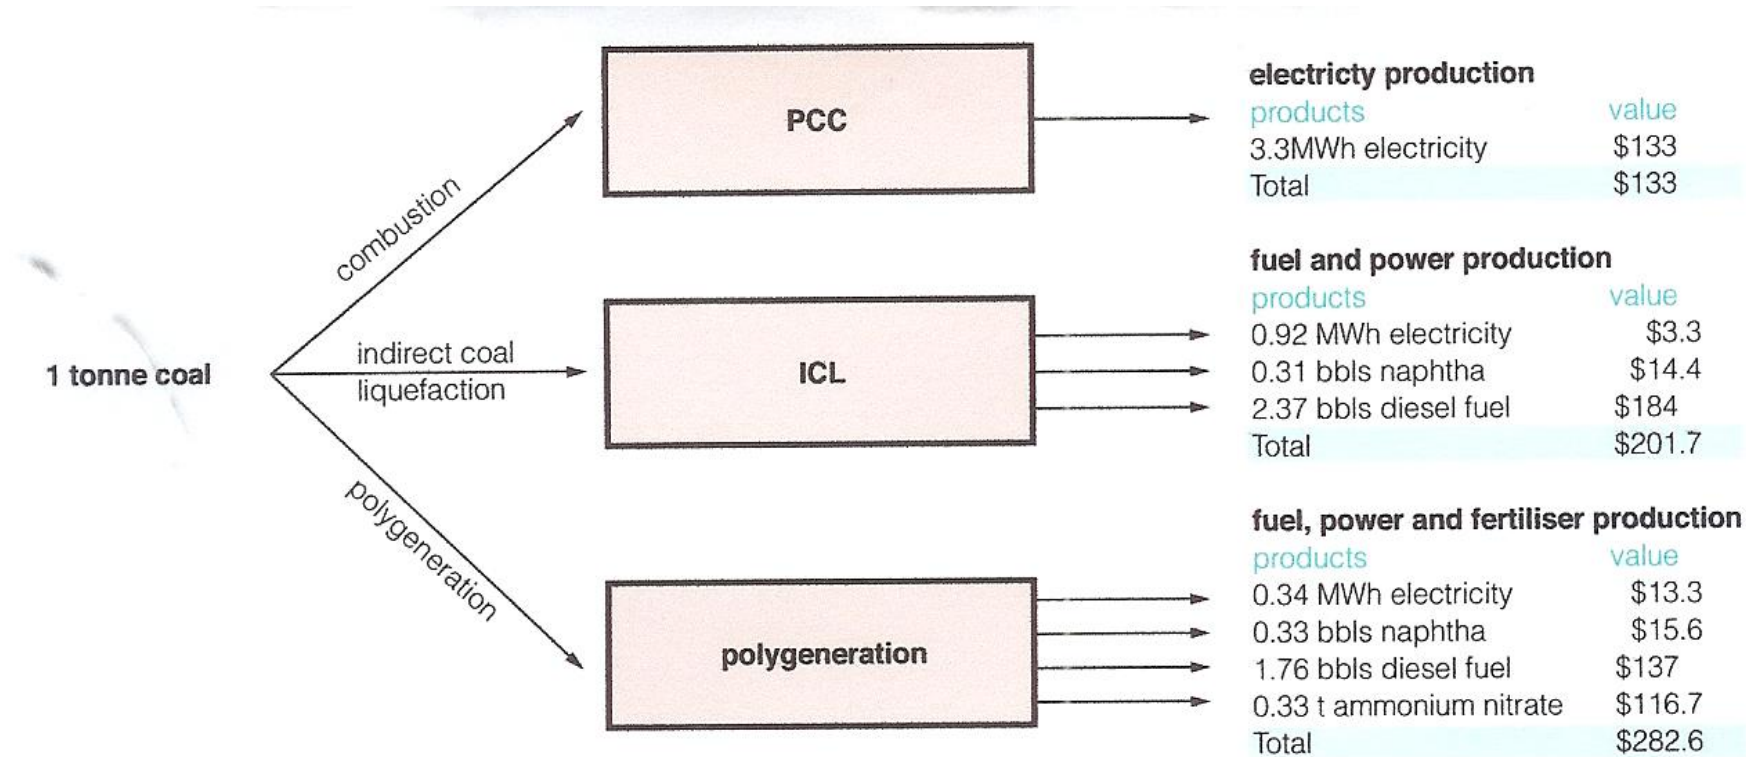 electricty production
products value
3.3MWh electricity $133
Total $133
PCC
combustion
fuel and power production
products value
0.92 MWh electricity $3.3
0.31 bbls naphtha $14.4
2.37 bbls diesel fuel $184
Total $201.7
1 tonne coal
indirect coal
liquefaction
ICL
polygeneration
polygeneration
fuel, power and fertiliser production
products value
0.34 MWh electricity $13.3
0.33 bbls naphtha $15.6
1.76 bbls diesel fuel $137
0.33 t ammonium nitrate $116.7
Total $282.6